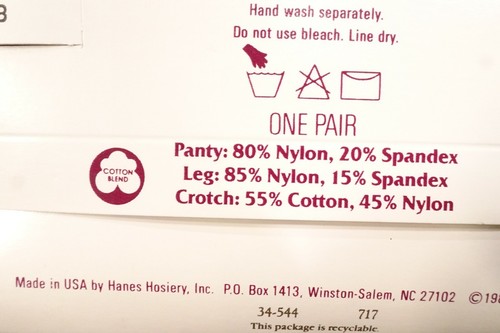 Hand wash separately.
Do not use bleach. Line dry.
ONE PAIR
COTTON
BLEND
Panty: 80% Nylon, 20% Spandex
Leg: 85% Nylon, 15% Spandex
Crotch: 55% Cotton, 45% Nylon
Made in USA by Hanes Hosiery, Inc. P.O. Box 1413, Winston-Salem, NC 27102 ©
34-544 717
This package is recyclable.